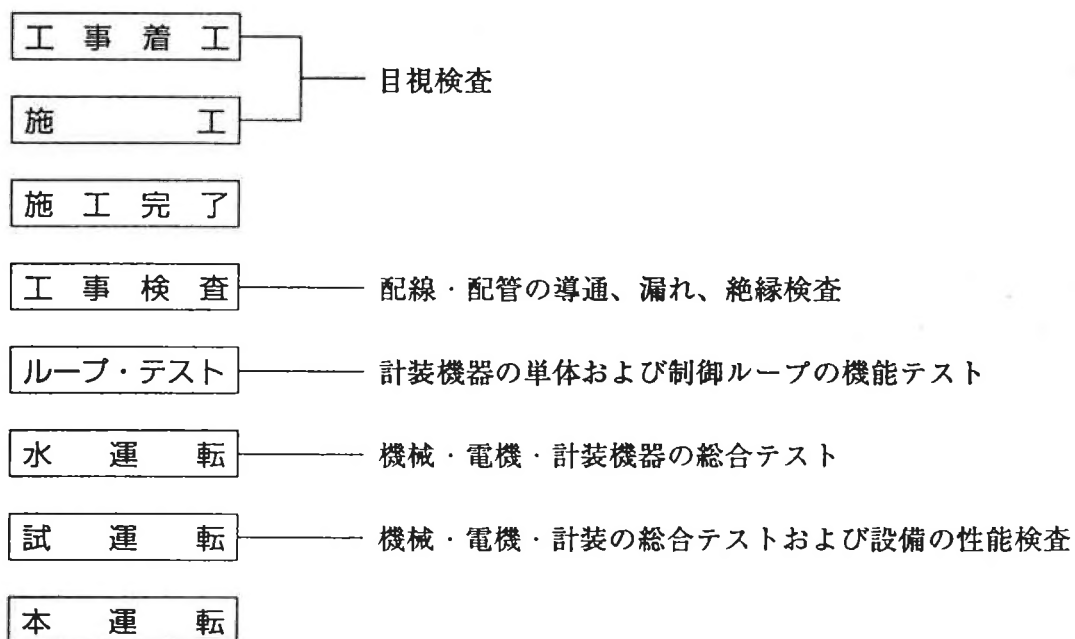 工事着工
目視検査
施工
施工完了
工事検査 配線・配管の導通、漏れ、絶縁検査
ループ・テスト 計装機器の単体および制御ループの機能テスト
水運転 機械・電機・計装機器の総合テスト
試運転 機械・電機・計装の総合テストおよび設備の性能検査
本運転